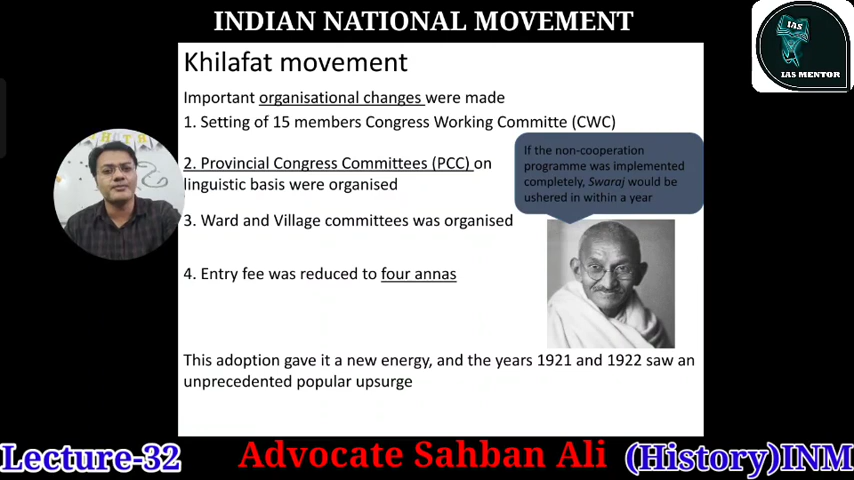 INDIAN NATIONAL MOVEMENT
IAS
IAS MENTOR
Khilafat movement
Important organisational changes were made
1. Setting of 15 members Congress Working Committe (CWC)
2. Provincial Congress Committees (PCC) on
linguistic basis were organised
3. Ward and Village committees was organised
4. Entry fee was reduced to four annas
If the non-cooperation
programme was implemented
completely, Swaraj would be
ushered in within a year
This adoption gave it a new energy, and the years 1921 and 1922 saw an
unprecedented popular upsurge
Lecture-32 Advocate Sahban Ali (History)INM